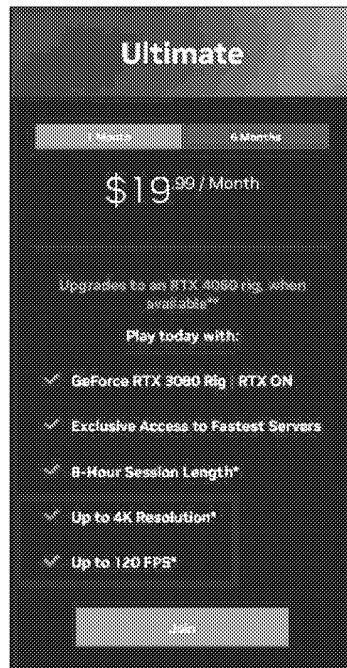 Ultimate
1 Month 6 Months
$19.99 / Month
Upgrades to an RTX 4080 rig, when
available**
Play today with:
GeForce RTX 3080 Rig | RTX ON
Exclusive Access to Fastest Servers
8-Hour Session Length*
Up to 4K Resolution*
Up to 120 FPS*
Join